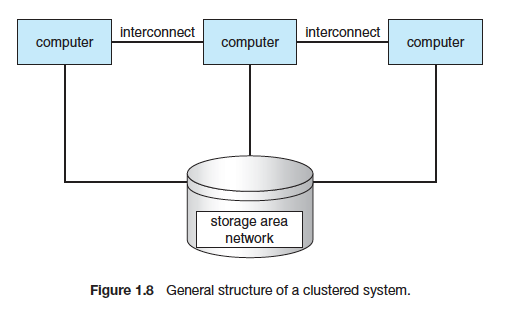 computer
interconnect
computer
interconnect
computer
storage area
network
Figure 1.8 General structure of a clustered system.